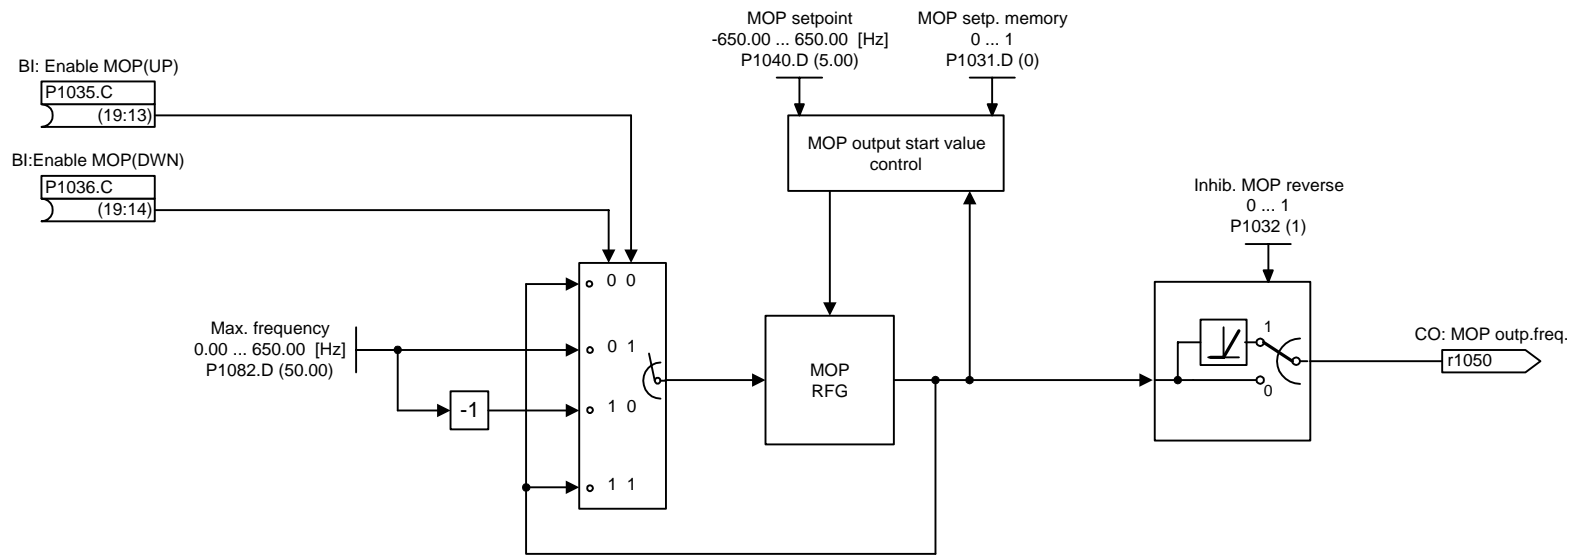 MOP setpoint
-650.00 ... 650.00 [Hz]
P1040.D (5.00)
MOP setp. memory
0 ... 1
P1031.D (0)
BI: Enable MOP(UP)
P1035.C
(19:13)
BI:Enable MOP(DWN)
P1036.C
(19:14)
MOP output start value
control
Inhib. MOP reverse
0 ... 1
P1032 (1)
0 0
Max. frequency
0.00 ... 650.00 [Hz]
P1082.D (50.00)
0 1
-1
1 0
1 1
MOP
RFG
1
0
CO: MOP outp.freq.
r1050